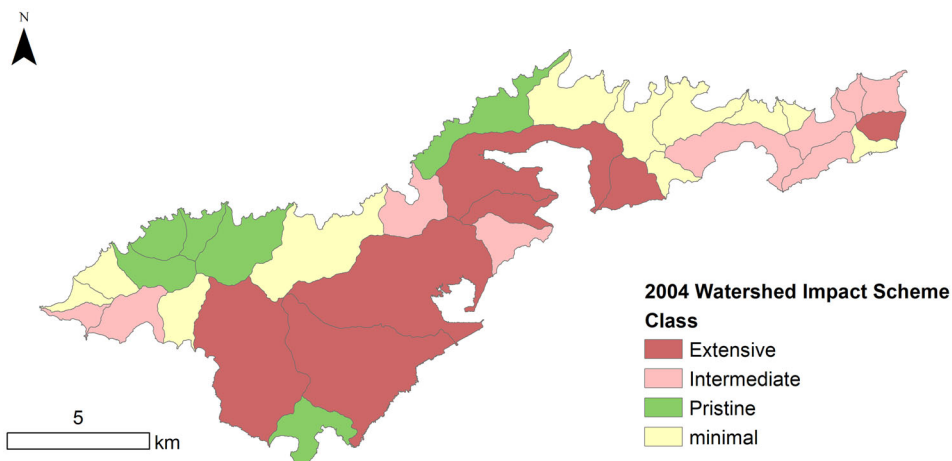 N
2004 Watershed Impact Scheme
Class
Extensive
Intermediate
Pristine
minimal
5
km